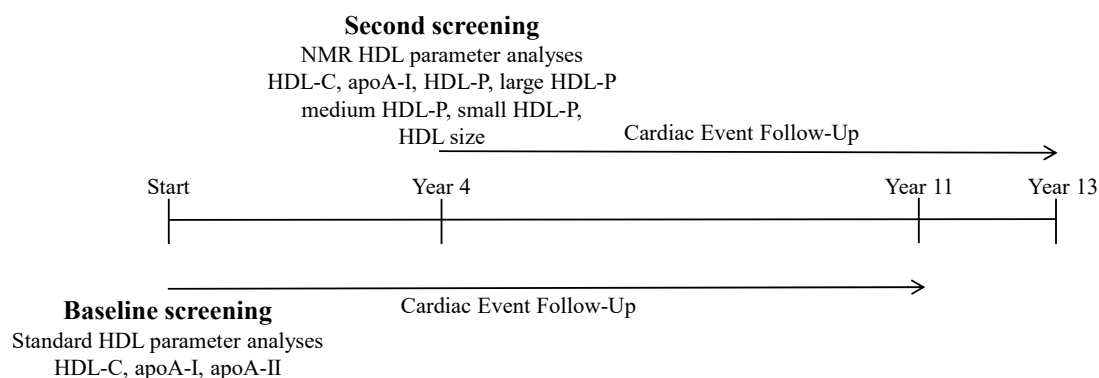 Second screening
NMR HDL parameter analyses
HDL-C, apoA-I, HDL-P, large HDL-P
medium HDL-P, small HDL-P,
HDL size
Cardiac Event Follow-Up
Start
Year 4
Year 11
Year 13
Cardiac Event Follow-Up
Baseline screening
Standard HDL parameter analyses
HDL-C, apoA-I, apoA-II